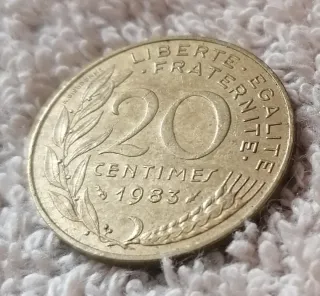 LIBERTE · EGALITE
· FRATERNITE ·
20
CENTIMES
1983